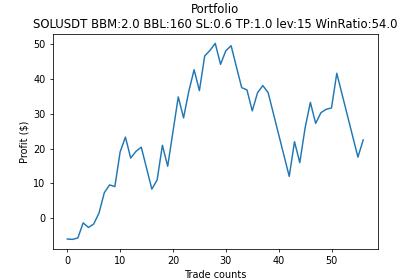 Portfolio
SOLUSDT BBM:2.0 BBL:160 SL:0.6 TP:1.0 lev:15 WinRatio:54.0
50
40
30
20
10
0
Profit ($)
0 10 20 30 40 50
Trade counts